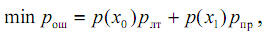 min p_ош = p(x_0)p_лт + p(x_1)p_пр ,